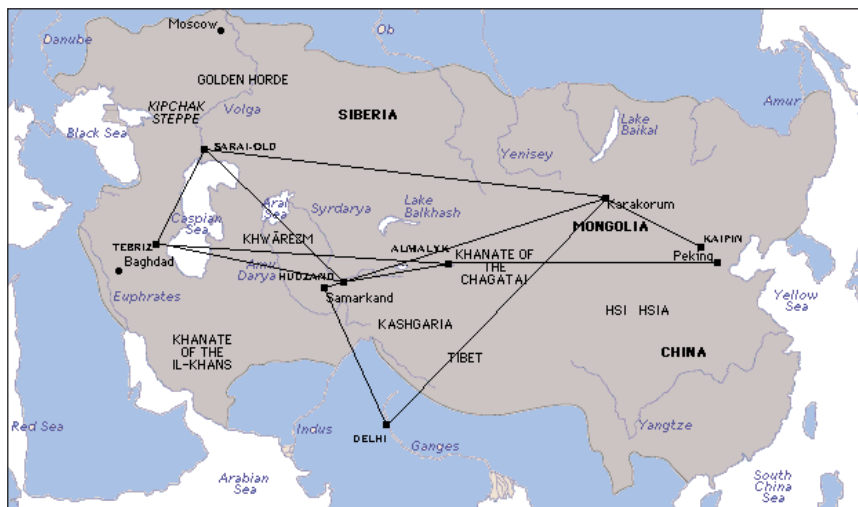 Moscow
Danube
Ob
GOLDEN HORDE
KIPCHAK
STEPPE
Volga
SIBERIA
Amur
Black Sea
Lake
Baikal
SARAI-OLD
Yenisey
Aral
Sea
Syrdarya
Lake
Balkhash
Karakorum
Caspian
Sea
MONGOLIA
KHWĀREZM
TEBRIZ
ALMALYK
KAIPIN
Baghdad
KHANATE OF
THE
CHAGATAI
Peking
Amu
Darya
HUDZAND
Euphrates
Samarkand
Yellow
Sea
HSI HSIA
KASHGARIA
KHANATE
OF THE
IL-KHANS
TIBET
CHINA
Red Sea
Indus
DELHI
Ganges
Yangtze
Arabian
Sea
South
China
Sea